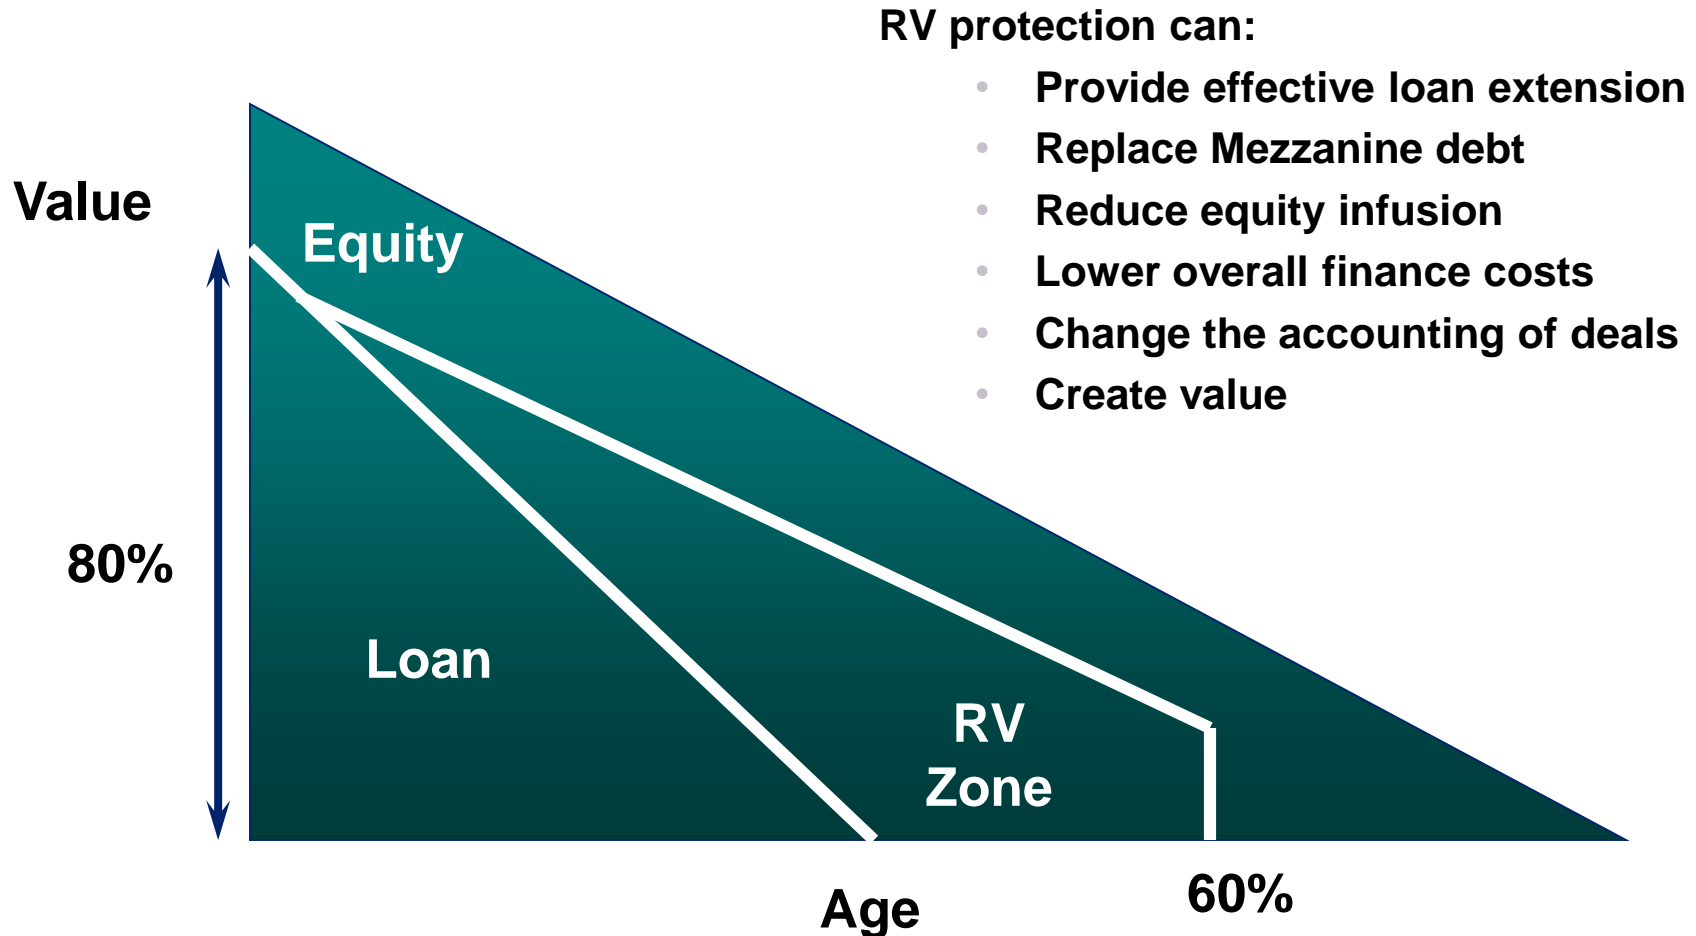 RV protection can:
• Provide effective loan extension
• Replace Mezzanine debt
• Reduce equity infusion
• Lower overall finance costs
• Change the accounting of deals
• Create value
Value
Equity
80%
Loan
RV
Zone
60%
Age